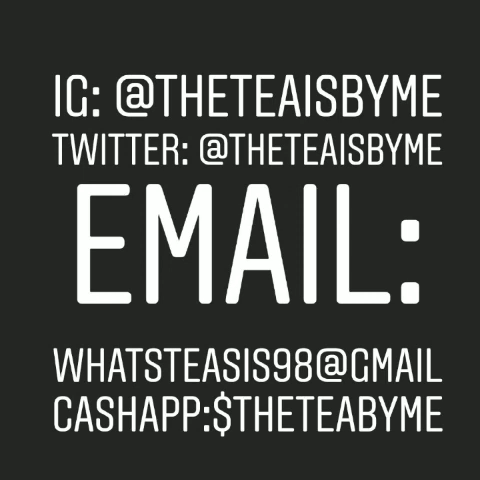 IG: @THETEAISBYME
TWITTER: @THETEAISBYME
EMAIL:
WHATSTEASIS98@GMAIL
CASHAPP:$THETEABYME